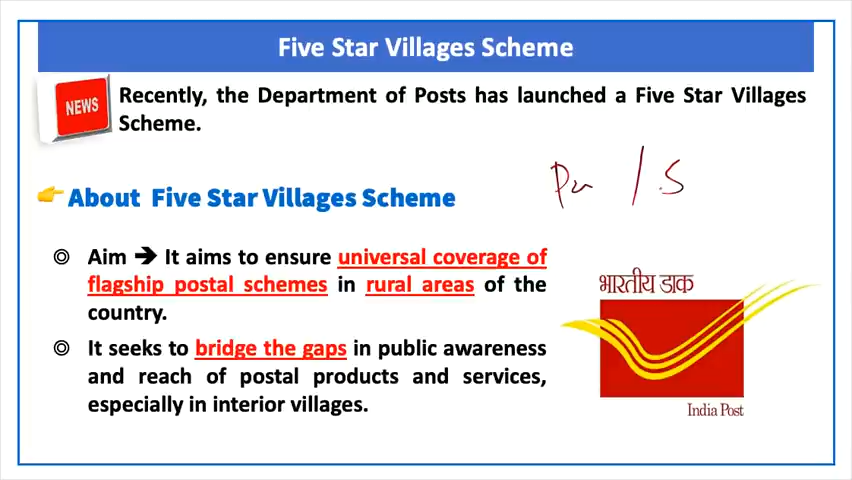 Five Star Villages Scheme
NEWS
Recently, the Department of Posts has launched a Five Star Villages
Scheme.
👉 About Five Star Villages Scheme
◎ Aim ➔ It aims to ensure universal coverage of
flagship postal schemes in rural areas of the
country.
◎ It seeks to bridge the gaps in public awareness
and reach of postal products and services,
especially in interior villages.
भारतीय डाक
India Post